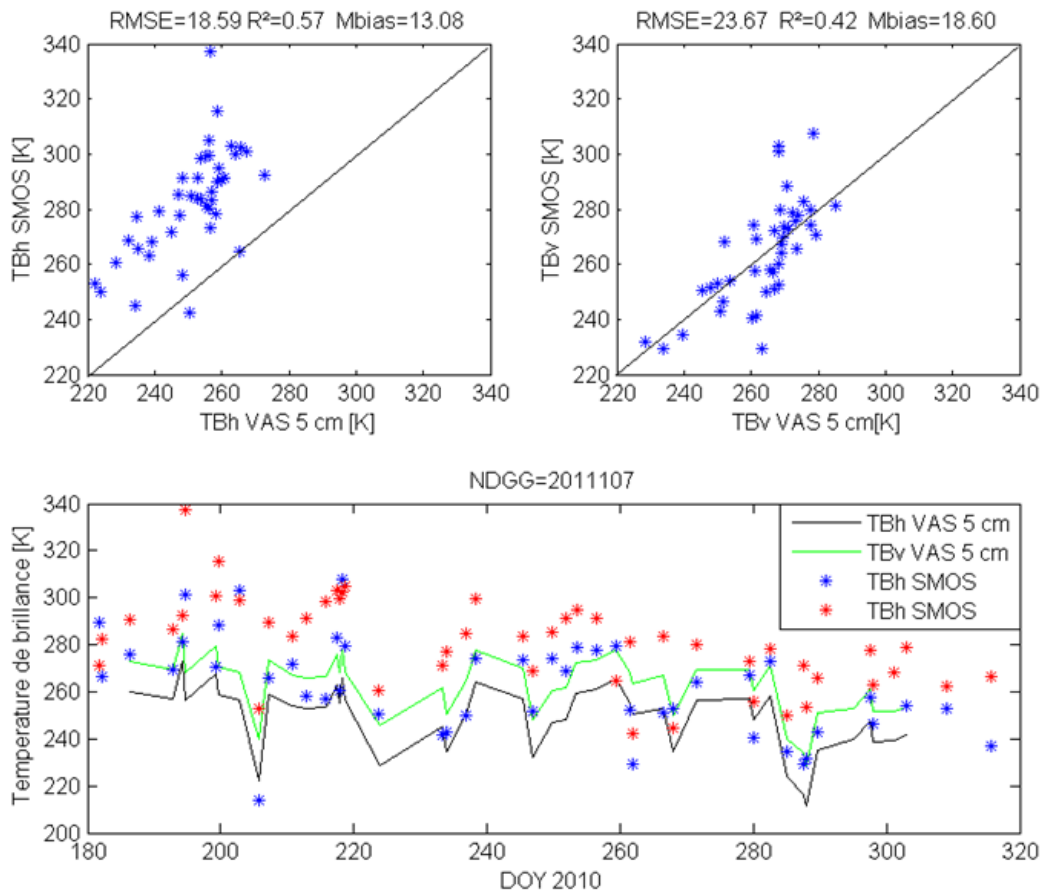 RMSE=18.59 R²=0.57 Mbias=13.08
340
320
300
280
260
240
220
TBh SMOS [K]
220 240 260 280 300 320 340
TBh VAS 5 cm [K]
RMSE=23.67 R²=0.42 Mbias=18.60
340
320
300
280
260
240
220
TBv SMOS [K]
220 240 260 280 300 320 340
TBv VAS 5 cm[K]
NDGG=2011107
340
320
300
280
260
240
220
200
Temperature de brillance [K]
TBh VAS 5 cm
TBv VAS 5 cm
TBh SMOS
TBh SMOS
180 200 220 240 260 280 300 320
DOY 2010